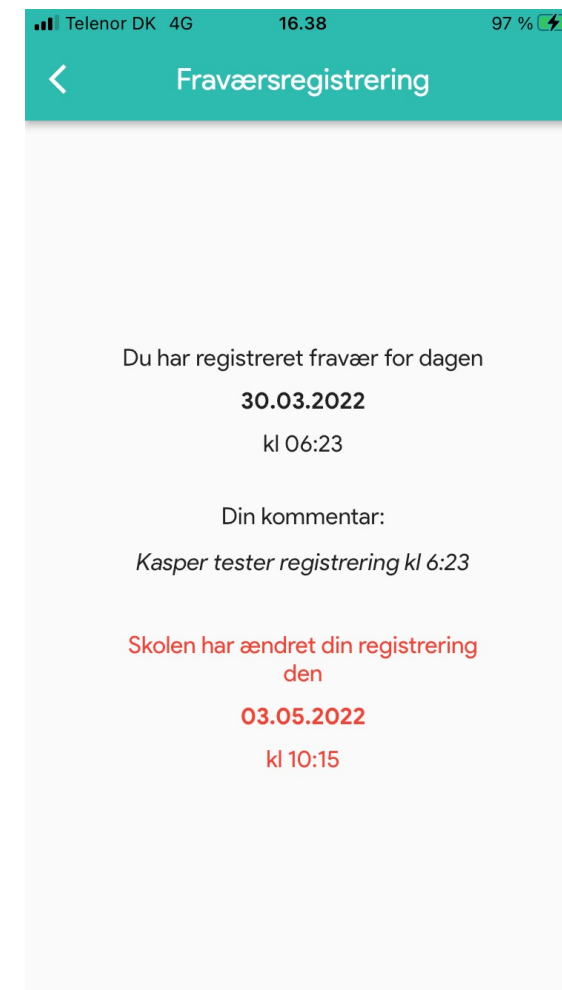 Telenor DK 4G 16.38 97 %
Fraværsregistrering
Du har registreret fravær for dagen
30.03.2022
kl 06:23
Din kommentar:
Kasper tester registrering kl 6:23
Skolen har ændret din registrering
den
03.05.2022
kl 10:15